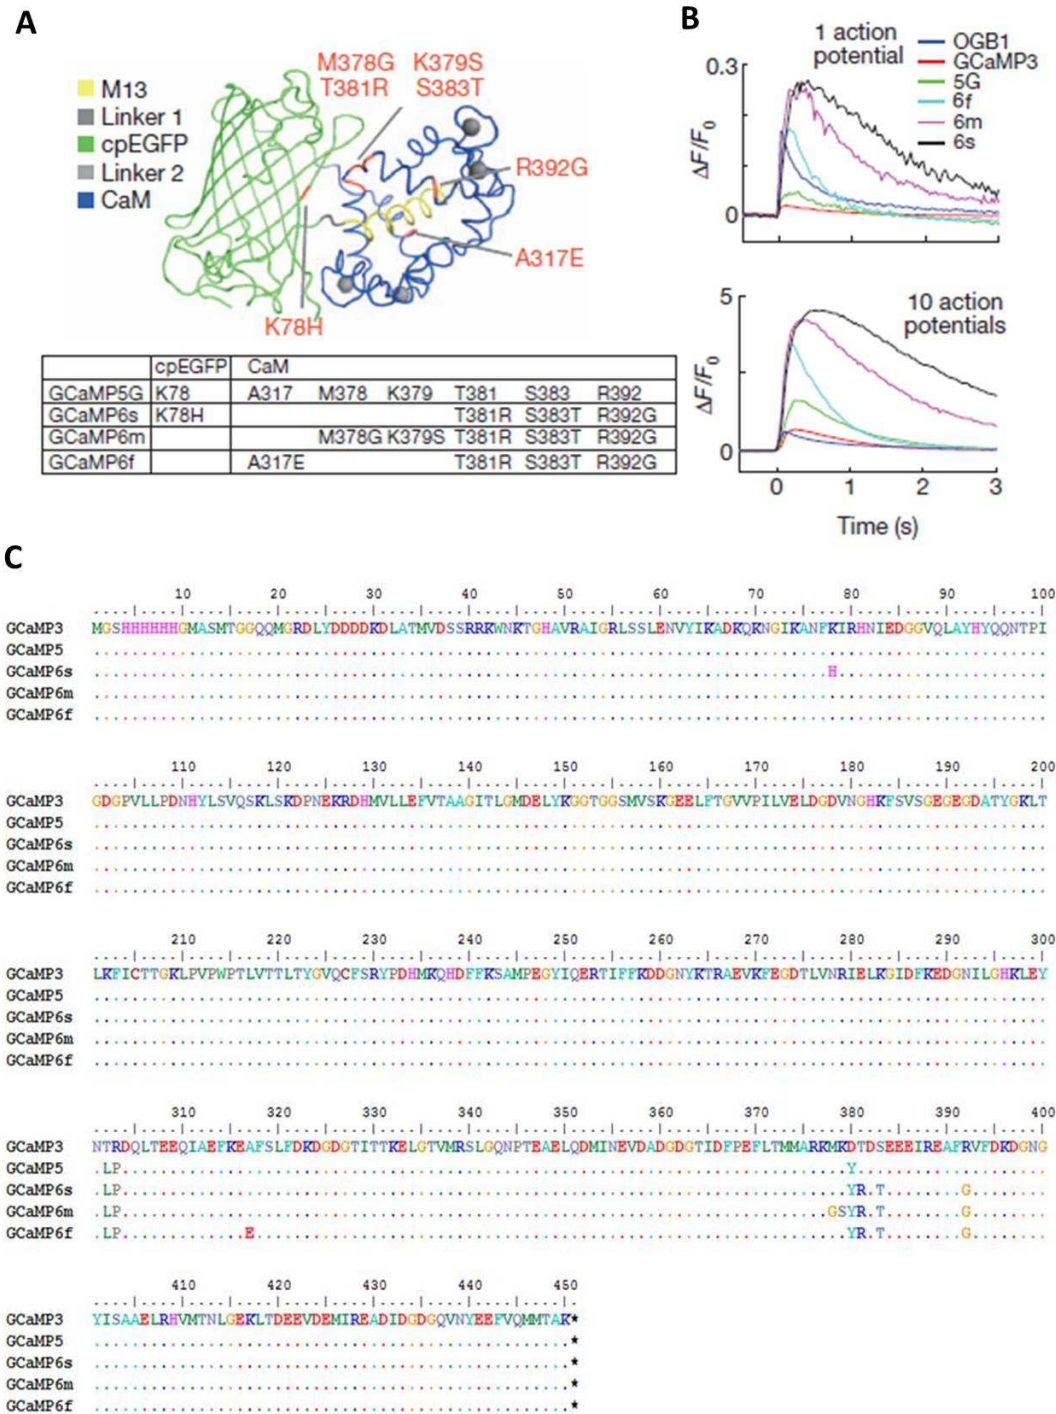 A
M13
Linker 1
cpEGFP
Linker 2
CaM
M378G K379S
T381R S383T
R392G
A317E
K78H
cpEGFP CaM
GCaMP5G K78 A317 M378 K379 T381 S383 R392
GCaMP6s K78H T381R S383T R392G
GCaMP6m M378G K379S T381R S383T R392G
GCaMP6f A317E T381R S383T R392G
B
1 action
potential
OGB1
GCaMP3
5G
6f
6m
6s
0.3
ΔF/F0
0
10 action
potentials
5
ΔF/F0
0
0 1 2 3
Time (s)
C
10 20 30 40 50 60 70 80 90 100
GCaMP3 MGSHHHHHHGMASMTGGQQMGRDLYDDDDKDLATMVDSSRRKWNKTGHAVRAIGRLSSLENVYIKADKQKNGIKANFKIRHNIEDGGVQLAYHYQQNTPI
GCaMP5
GCaMP6s H
GCaMP6m
GCaMP6f
110 120 130 140 150 160 170 180 190 200
GCaMP3 GDGPVLLPDNHYLSVQSKLSKDPNEKRDHMVLLEFVTAAGITLGMDELYKGGTGGSMVSKGEELFTGVVPILVELDGDVNGHKFSVSGEGEGDATYGKLT
GCaMP5
GCaMP6s
GCaMP6m
GCaMP6f
210 220 230 240 250 260 270 280 290 300
GCaMP3 LKFICTTGKLPVPWPTLVTTLTYGVQCFSRYPDHMKQHDFFKSAMPEGYIQERTIFFKDDGNYKTRAEVKFEGDTLVNRIELKGIDFKEDGNILGHKLEY
GCaMP5
GCaMP6s
GCaMP6m
GCaMP6f
310 320 330 340 350 360 370 380 390 400
GCaMP3 NTRDQLTEEQIAEFKEAFSLFDKDGDGTITTKELGTVMRSLGQNPTEAELQDMINEVDADGDGTIDFPEFLTMMARKMKDTDSEEEIREAFRVFDKDGNG
GCaMP5 .LP. Y
GCaMP6s .LP. YR.T G
GCaMP6m .LP. GSYR.T G
GCaMP6f .LP. E YR.T G
410 420 430 440 450
GCaMP3 YISAAELRHVMTNLGEKLTDEEVDEMIREADIDGDGQVNYEEFVQMMTAK*
GCaMP5 *
GCaMP6s *
GCaMP6m *
GCaMP6f *